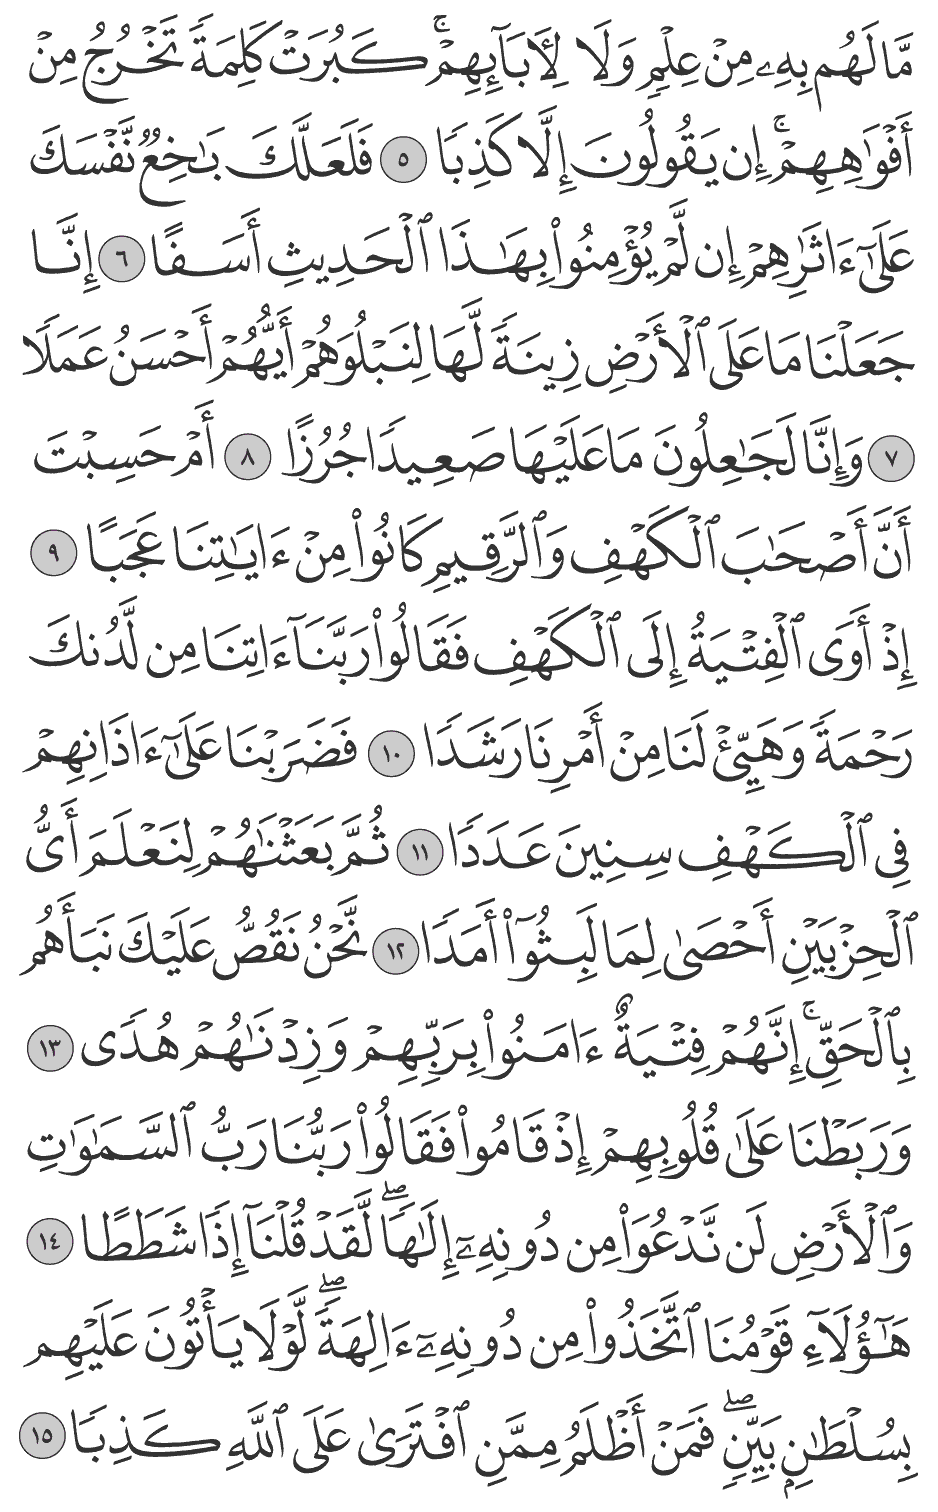 مَّا لَهُم بِهِۦ مِنْ عِلْمٍ وَلَا لِأَبَآئِهِمْ ۚ كَبُرَتْ كَلِمَةً تَخْرُجُ مِنْ
أَفْوَٰهِهِمْ ۚ إِن يَقُولُونَ إِلَّا كَذِبًا ٥ فَلَعَلَّكَ بَٰخِعٌ نَّفْسَكَ
عَلَىٰٓ ءَاثَٰرِهِمْ إِن لَّمْ يُؤْمِنُوا۟ بِهَٰذَا ٱلْحَدِيثِ أَسَفًا ٦ إِنَّا
جَعَلْنَا مَا عَلَى ٱلْأَرْضِ زِينَةً لَّهَا لِنَبْلُوَهُمْ أَيُّهُمْ أَحْسَنُ عَمَلًا
٧ وَإِنَّا لَجَٰعِلُونَ مَا عَلَيْهَا صَعِيدًا جُرُزًا ٨ أَمْ حَسِبْتَ
أَنَّ أَصْحَٰبَ ٱلْكَهْفِ وَٱلرَّقِيمِ كَانُوا۟ مِنْ ءَايَٰتِنَا عَجَبًا ٩
إِذْ أَوَى ٱلْفِتْيَةُ إِلَى ٱلْكَهْفِ فَقَالُوا۟ رَبَّنَآ ءَاتِنَا مِن لَّدُنكَ
رَحْمَةً وَهَيِّئْ لَنَا مِنْ أَمْرِنَا رَشَدًا ١٠ فَضَرَبْنَا عَلَىٰٓ ءَاذَانِهِمْ
فِى ٱلْكَهْفِ سِنِينَ عَدَدًا ١١ ثُمَّ بَعَثْنَٰهُمْ لِنَعْلَمَ أَىُّ
ٱلْحِزْبَيْنِ أَحْصَىٰ لِمَا لَبِثُوٓا۟ أَمَدًا ١٢ نَّحْنُ نَقُصُّ عَلَيْكَ نَبَأَهُم
بِٱلْحَقِّ ۚ إِنَّهُمْ فِتْيَةٌ ءَامَنُوا۟ بِرَبِّهِمْ وَزِدْنَٰهُمْ هُدًى ١٣
وَرَبَطْنَا عَلَىٰ قُلُوبِهِمْ إِذْ قَامُوا۟ فَقَالُوا۟ رَبُّنَا رَبُّ ٱلسَّمَٰوَٰتِ
وَٱلْأَرْضِ لَن نَّدْعُوَا۟ مِن دُونِهِۦٓ إِلَٰهًا ۖ لَّقَدْ قُلْنَآ إِذًا شَطَطًا ١٤
هَٰٓؤُلَآءِ قَوْمُنَا ٱتَّخَذُوا۟ مِن دُونِهِۦٓ ءَالِهَةً ۖ لَّوْلَا يَأْتُونَ عَلَيْهِم
بِسُلْطَٰنٍۭ بَيِّنٍ ۖ فَمَنْ أَظْلَمُ مِمَّنِ ٱفْتَرَىٰ عَلَى ٱللَّهِ كَذِبًا ١٥